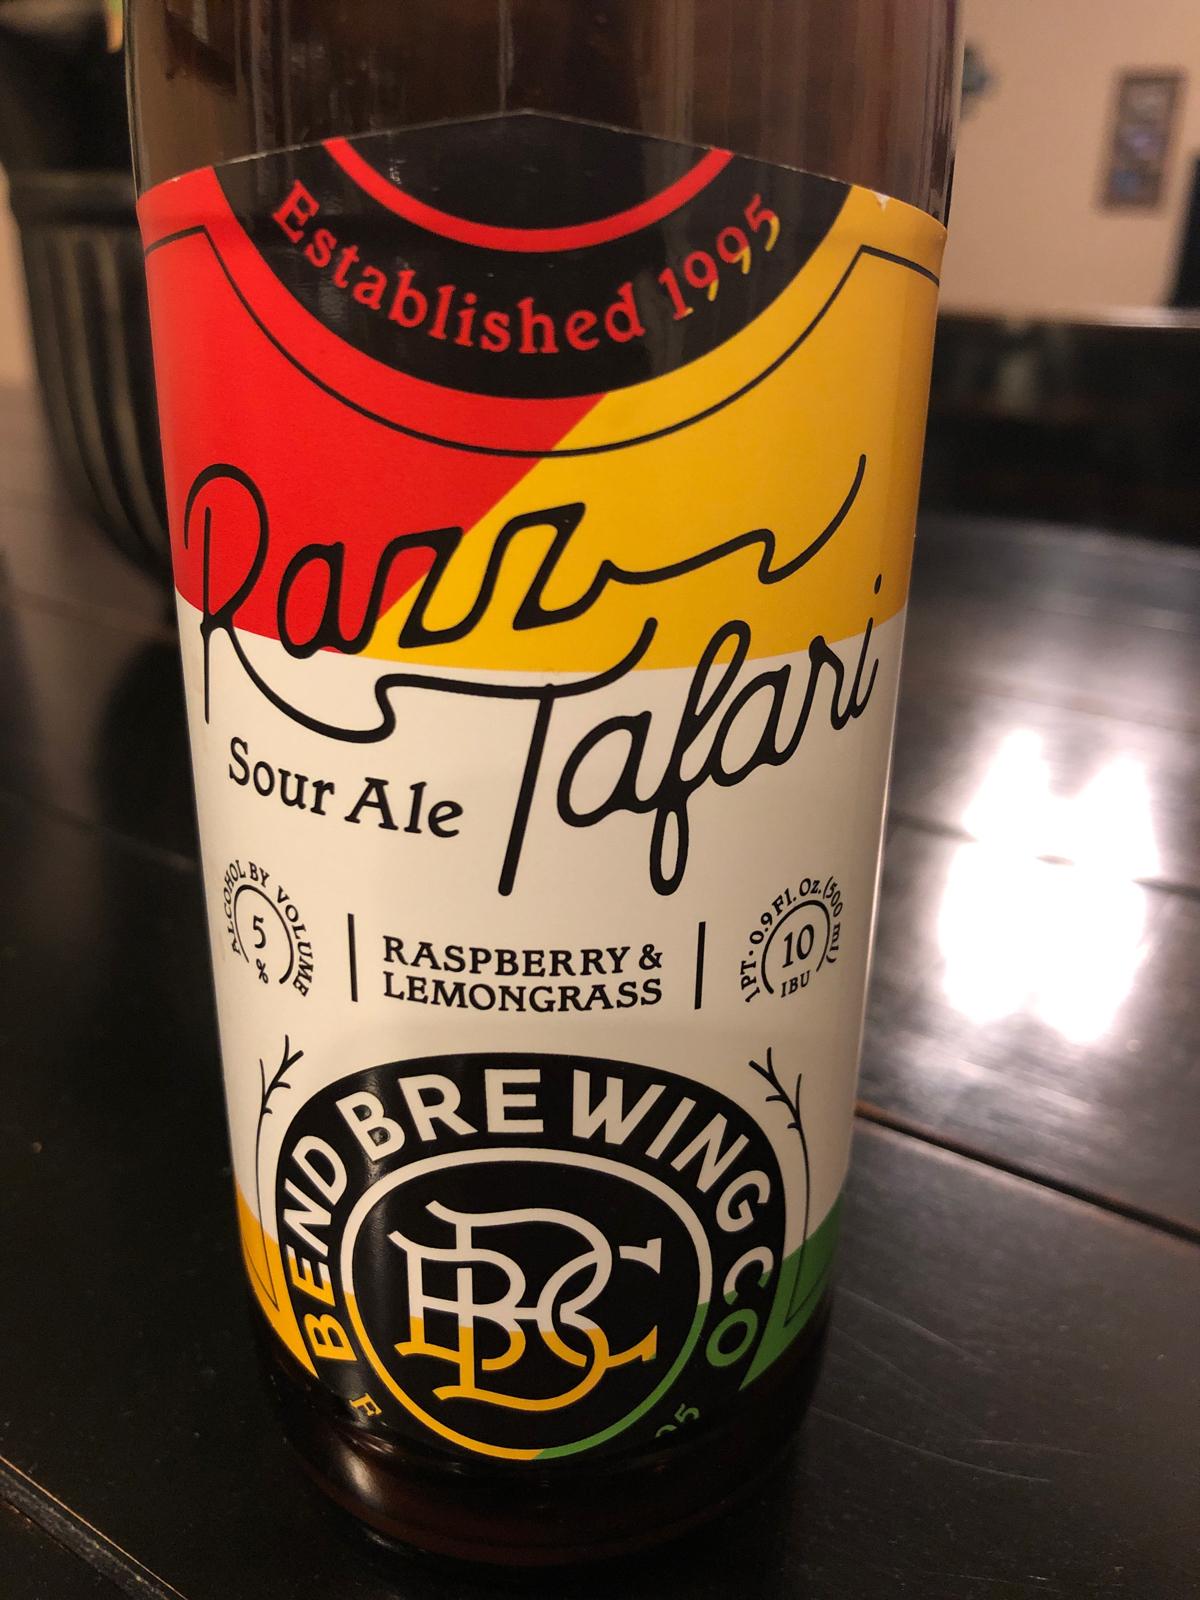 Established 1995
Razz
Tafari
Sour Ale
ALCOHOL BY VOLUME
5
%
RASPBERRY &
LEMONGRASS
1PT. 0.9 Fl. Oz. (500 ml)
10
IBU
BEND BREWING CO
BBC